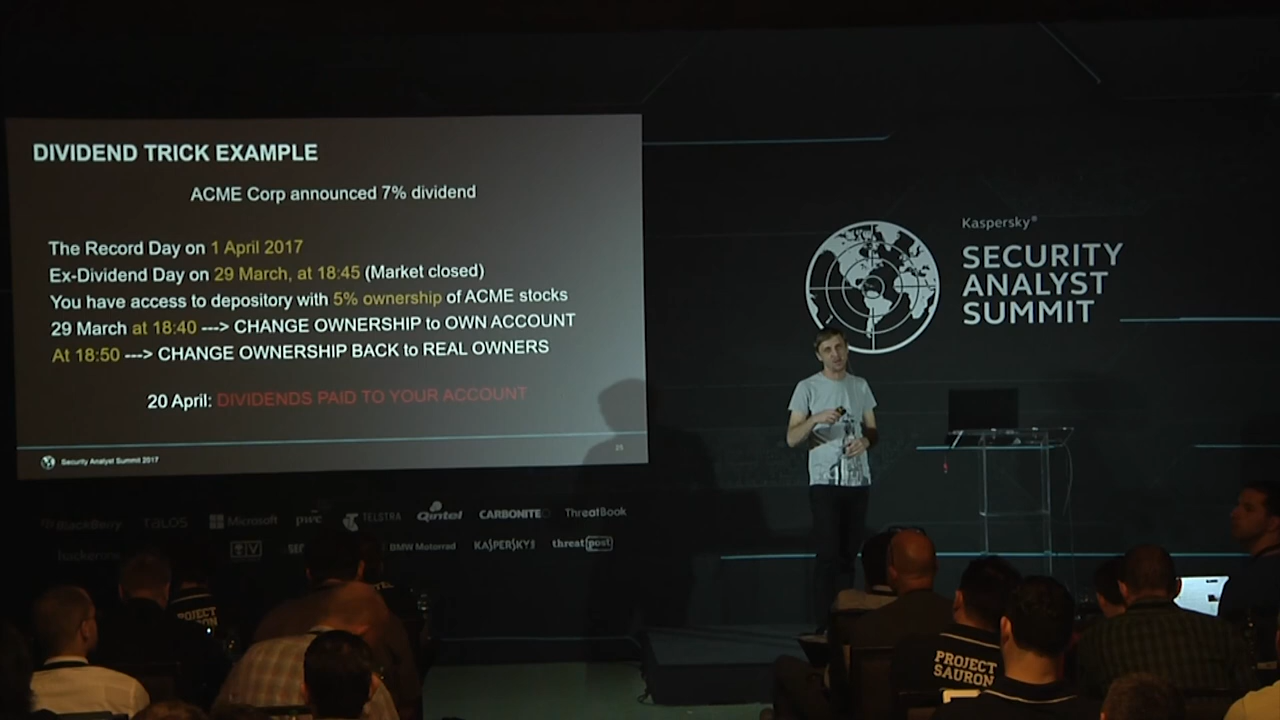 DIVIDEND TRICK EXAMPLE
ACME Corp announced 7% dividend
The Record Day on 1 April 2017
Ex-Dividend Day on 29 March, at 18:45 (Market closed)
You have access to depository with 5% ownership of ACME stocks
29 March at 18:40 ---> CHANGE OWNERSHIP to OWN ACCOUNT
At 18:50 ---> CHANGE OWNERSHIP BACK to REAL OWNERS
20 April: DIVIDENDS PAID TO YOUR ACCOUNT
Security Analyst Summit 2017
25
Kaspersky®
SECURITY
ANALYST
SUMMIT
BlackBerry TALOS Microsoft pwc TELSTRA Qintel CARBONITE ThreatBook
hackerone BMW Motorrad KASPERSKY threatpost
PROJECT
SAURON